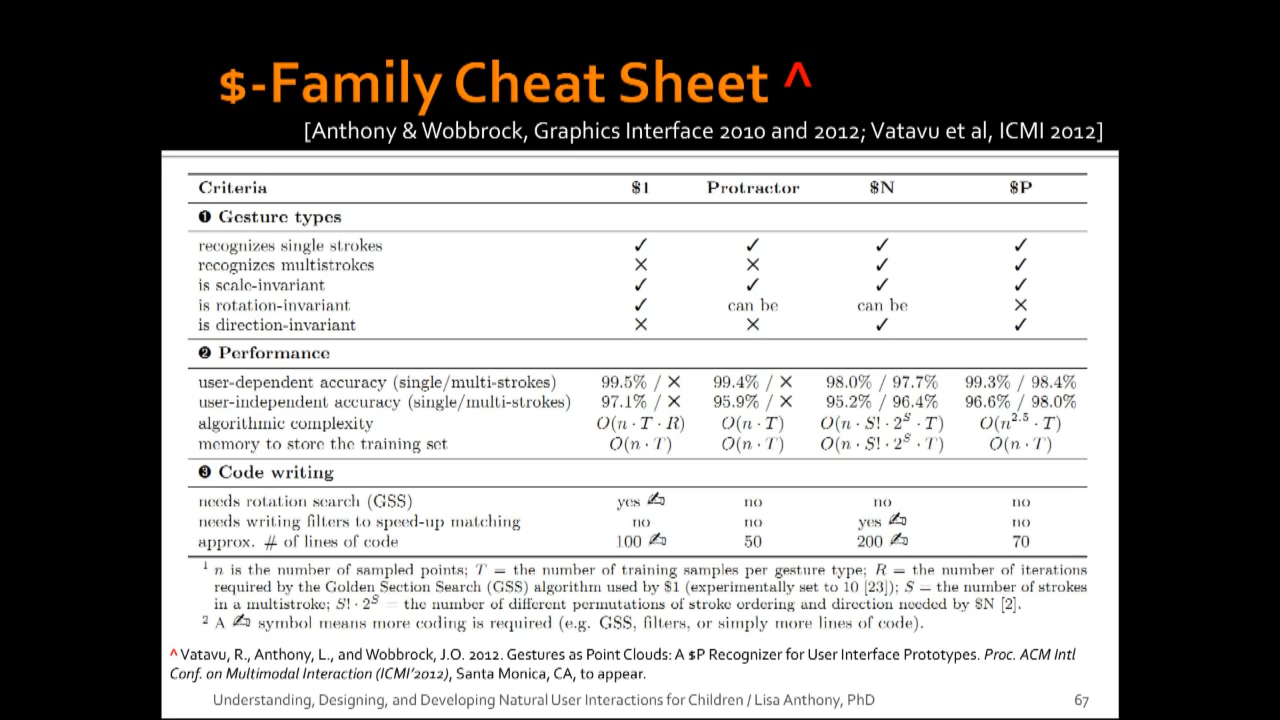 $-Family Cheat Sheet ^
[Anthony & Wobbrock, Graphics Interface 2010 and 2012; Vatavu et al, ICMI 2012]
Criteria $1 Protractor $N $P
❶ Gesture types
recognizes single strokes ✓ ✓ ✓ ✓
recognizes multistrokes × × ✓ ✓
is scale-invariant ✓ ✓ ✓ ✓
is rotation-invariant ✓ can be can be ×
is direction-invariant × × ✓ ✓
❷ Performance
user-dependent accuracy (single/multi-strokes) 99.5% / × 99.4% / × 98.0% / 97.7% 99.3% / 98.4%
user-independent accuracy (single/multi-strokes) 97.1% / × 95.9% / × 95.2% / 96.4% 96.6% / 98.0%
algorithmic complexity O(n · T · R) O(n · T) O(n · S! · 2^S · T) O(n^2.5 · T)
memory to store the training set O(n · T) O(n · T) O(n · S! · 2^S · T) O(n · T)
❸ Code writing
needs rotation search (GSS) yes ✍ no no no
needs writing filters to speed-up matching no no yes ✍ no
approx. # of lines of code 100 ✍ 50 200 ✍ 70
1 n is the number of sampled points; T = the number of training samples per gesture type; R = the number of iterations
required by the Golden Section Search (GSS) algorithm used by $1 (experimentally set to 10 [23]); S = the number of strokes
in a multistroke; S! · 2^S = the number of different permutations of stroke ordering and direction needed by $N [2].
2 A ✍ symbol means more coding is required (e.g. GSS, filters, or simply more lines of code).
^ Vatavu, R., Anthony, L., and Wobbrock, J.O. 2012. Gestures as Point Clouds: A $P Recognizer for User Interface Prototypes. Proc. ACM Intl
Conf. on Multimodal Interaction (ICMI'2012), Santa Monica, CA, to appear.
Understanding, Designing, and Developing Natural User Interactions for Children / Lisa Anthony, PhD 67